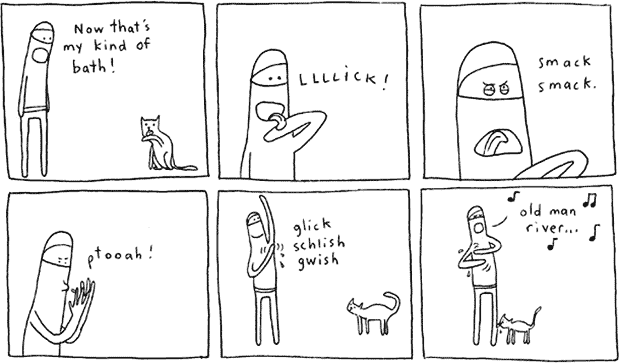 Now that's
my kind of
bath!
LLLLICK!
smack
smack.
ptooah!
glick
schlish
gwish
old man
river...